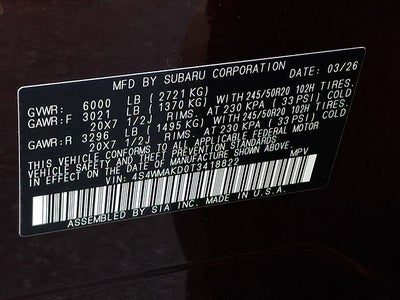 MFD BY SUBARU CORPORATION DATE: 03/26
GVWR: 6000 LB (2721 KG)
GAWR:F 3021 LB (1370 KG) WITH 245/50R20 102H TIRES.
20X7 1/2J RIMS. AT 230 KPA (33 PSI) COLD.
GAWR:R 3296 LB (1495 KG) WITH 245/50R20 102H TIRES.
20X7 1/2J RIMS. AT 230 KPA (33 PSI) COLD.
THIS VEHICLE CONFORMS TO ALL APPLICABLE FEDERAL MOTOR
VEHICLE SAFETY AND THEFT PREVENTION STANDARDS
IN EFFECT ON THE DATE OF MANUFACTURE SHOWN ABOVE.
VIN: 4S4WMAKD0T3418822 MPV
ASSEMBLED BY SIA INC. MADE IN U.S.A.